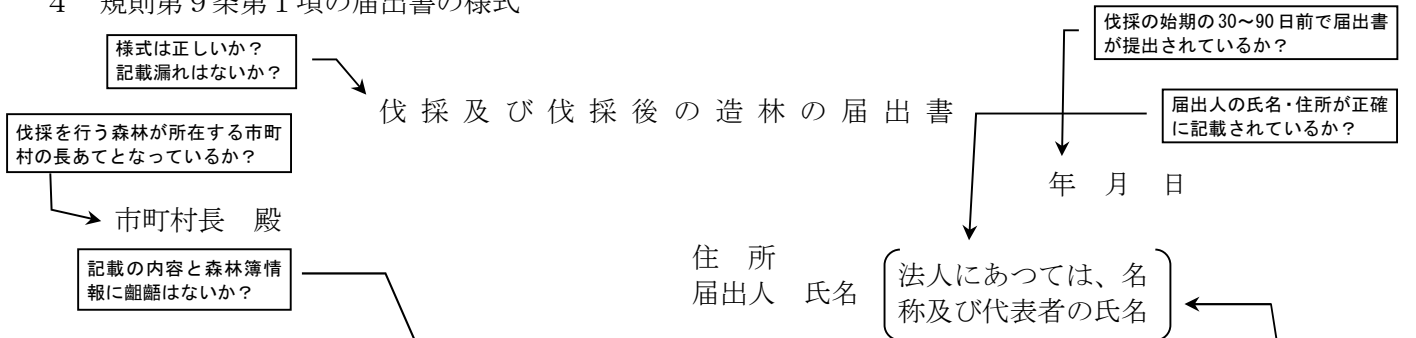 4 規則第9条第1項の届出書の様式
伐採の始期の30～90日前で届出書
が提出されているか？
様式は正しいか？
記載漏れはないか？
伐採及び伐採後の造林の届出書
届出人の氏名・住所が正確
に記載されているか？
伐採を行う森林が所在する市町
村の長あてとなっているか？
年 月 日
市町村長 殿
記載の内容と森林簿情
報に齟齬はないか？
住 所
届出人 氏名
法人にあつては、名
称及び代表者の氏名